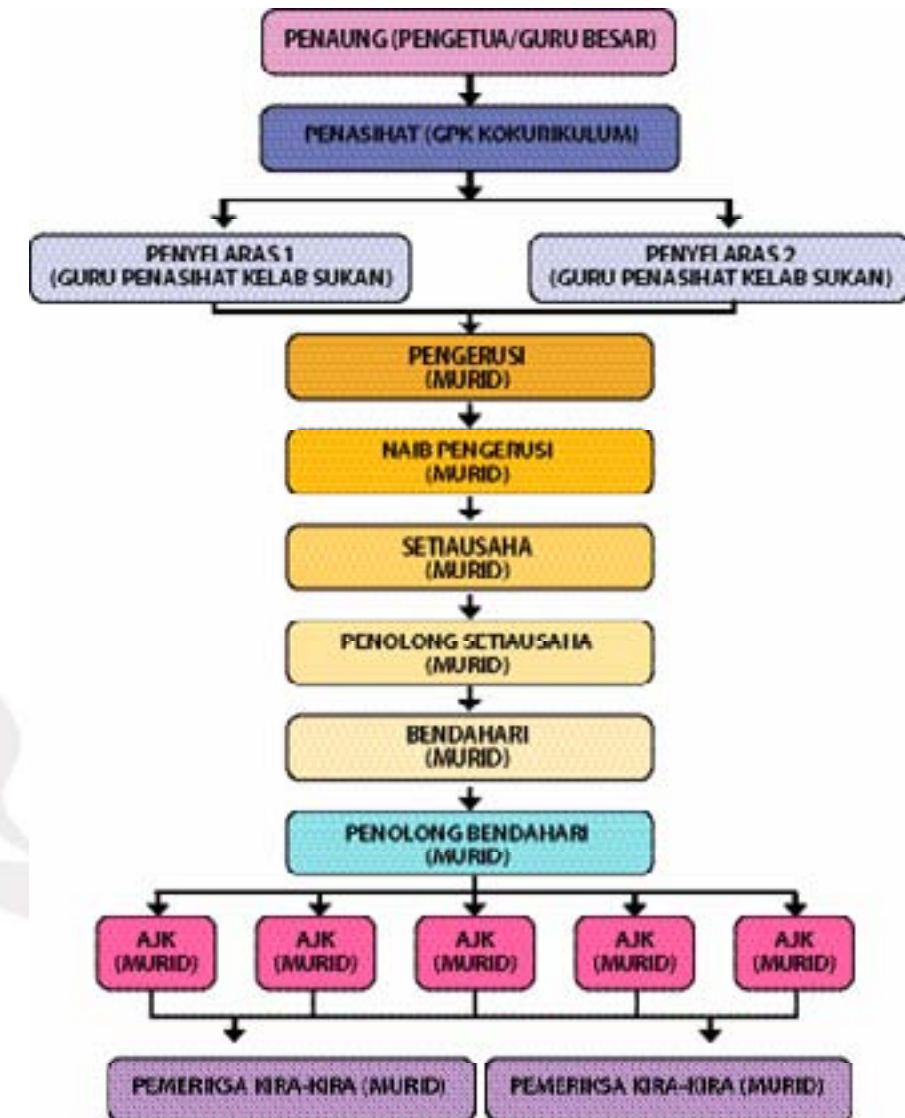 PENAUNG (PENGETUA/GURU BESAR)
PENASIHAT (GPK KOKURIKULUM)
PENYELARAS 1
(GURU PENASIHAT KELAB SUKAN)
PENYELARAS 2
(GURU PENASIHAT KELAB SUKAN)
PENGERUSI
(MURID)
NAIB PENGERUSI
(MURID)
SETIAUSAHA
(MURID)
PENOLONG SETIAUSAHA
(MURID)
BENDAHARI
(MURID)
PENOLONG BENDAHARI
(MURID)
AJK
(MURID)
AJK
(MURID)
AJK
(MURID)
AJK
(MURID)
AJK
(MURID)
PEMERIKSA KIRA-KIRA (MURID)
PEMERIKSA KIRA-KIRA (MURID)